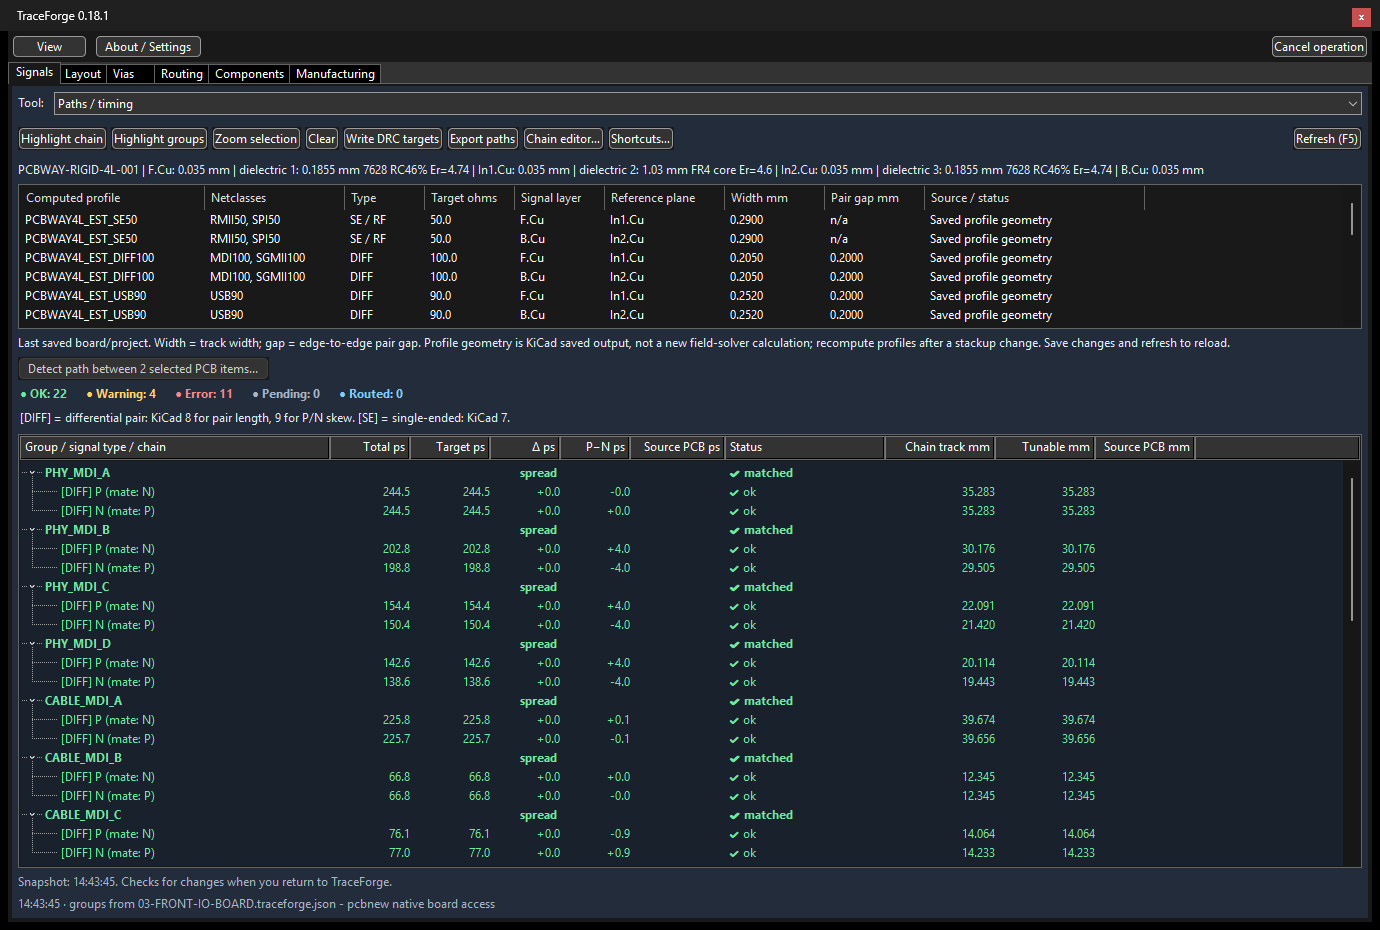 TraceForge 0.18.1
x
View About / Settings Cancel operation
Signals Layout Vias Routing Components Manufacturing
Tool: Paths / timing
Highlight chain Highlight groups Zoom selection Clear Write DRC targets Export paths Chain editor... Shortcuts... Refresh (F5)
PCBWAY-RIGID-4L-001 | F.Cu: 0.035 mm | dielectric 1: 0.1855 mm 7628 RC46% Er=4.74 | In1.Cu: 0.035 mm | dielectric 2: 1.03 mm FR4 core Er=4.6 | In2.Cu: 0.035 mm | dielectric 3: 0.1855 mm 7628 RC46% Er=4.74 | B.Cu: 0.035 mm
Computed profile Netclasses Type Target ohms Signal layer Reference plane Width mm Pair gap mm Source / status
PCBWAY4L_EST_SE50 RMII50, SPI50 SE / RF 50.0 F.Cu In1.Cu 0.2900 n/a Saved profile geometry
PCBWAY4L_EST_SE50 RMII50, SPI50 SE / RF 50.0 B.Cu In2.Cu 0.2900 n/a Saved profile geometry
PCBWAY4L_EST_DIFF100 MDI100, SGMII100 DIFF 100.0 F.Cu In1.Cu 0.2050 0.2000 Saved profile geometry
PCBWAY4L_EST_DIFF100 MDI100, SGMII100 DIFF 100.0 B.Cu In2.Cu 0.2050 0.2000 Saved profile geometry
PCBWAY4L_EST_USB90 USB90 DIFF 90.0 F.Cu In1.Cu 0.2520 0.2000 Saved profile geometry
PCBWAY4L_EST_USB90 USB90 DIFF 90.0 B.Cu In2.Cu 0.2520 0.2000 Saved profile geometry
Last saved board/project. Width = track width; gap = edge-to-edge pair gap. Profile geometry is KiCad saved output, not a new field-solver calculation; recompute profiles after a stackup change. Save changes and refresh to reload.
Detect path between 2 selected PCB items...
● OK: 22 ● Warning: 4 ● Error: 11 ● Pending: 0 ● Routed: 0
[DIFF] = differential pair: KiCad 8 for pair length, 9 for P/N skew. [SE] = single-ended: KiCad 7.
Group / signal type / chain Total ps Target ps Δ ps P−N ps Source PCB ps Status Chain track mm Tunable mm Source PCB mm
PHY_MDI_A spread ✔ matched
[DIFF] P (mate: N) 244.5 244.5 +0.0 -0.0 ✔ ok 35.283 35.283
[DIFF] N (mate: P) 244.5 244.5 +0.0 +0.0 ✔ ok 35.283 35.283
PHY_MDI_B spread ✔ matched
[DIFF] P (mate: N) 202.8 202.8 +0.0 +4.0 ✔ ok 30.176 30.176
[DIFF] N (mate: P) 198.8 198.8 +0.0 -4.0 ✔ ok 29.505 29.505
PHY_MDI_C spread ✔ matched
[DIFF] P (mate: N) 154.4 154.4 +0.0 +4.0 ✔ ok 22.091 22.091
[DIFF] N (mate: P) 150.4 150.4 +0.0 -4.0 ✔ ok 21.420 21.420
PHY_MDI_D spread ✔ matched
[DIFF] P (mate: N) 142.6 142.6 +0.0 +4.0 ✔ ok 20.114 20.114
[DIFF] N (mate: P) 138.6 138.6 +0.0 -4.0 ✔ ok 19.443 19.443
CABLE_MDI_A spread ✔ matched
[DIFF] P (mate: N) 225.8 225.8 +0.0 +0.1 ✔ ok 39.674 39.674
[DIFF] N (mate: P) 225.7 225.7 +0.0 -0.1 ✔ ok 39.656 39.656
CABLE_MDI_B spread ✔ matched
[DIFF] P (mate: N) 66.8 66.8 +0.0 +0.0 ✔ ok 12.345 12.345
[DIFF] N (mate: P) 66.8 66.8 +0.0 -0.0 ✔ ok 12.345 12.345
CABLE_MDI_C spread ✔ matched
[DIFF] P (mate: N) 76.1 76.1 +0.0 -0.9 ✔ ok 14.064 14.064
[DIFF] N (mate: P) 77.0 77.0 +0.0 +0.9 ✔ ok 14.233 14.233
Snapshot: 14:43:45. Checks for changes when you return to TraceForge.
14:43:45 · groups from 03-FRONT-IO-BOARD.traceforge.json - pcbnew native board access